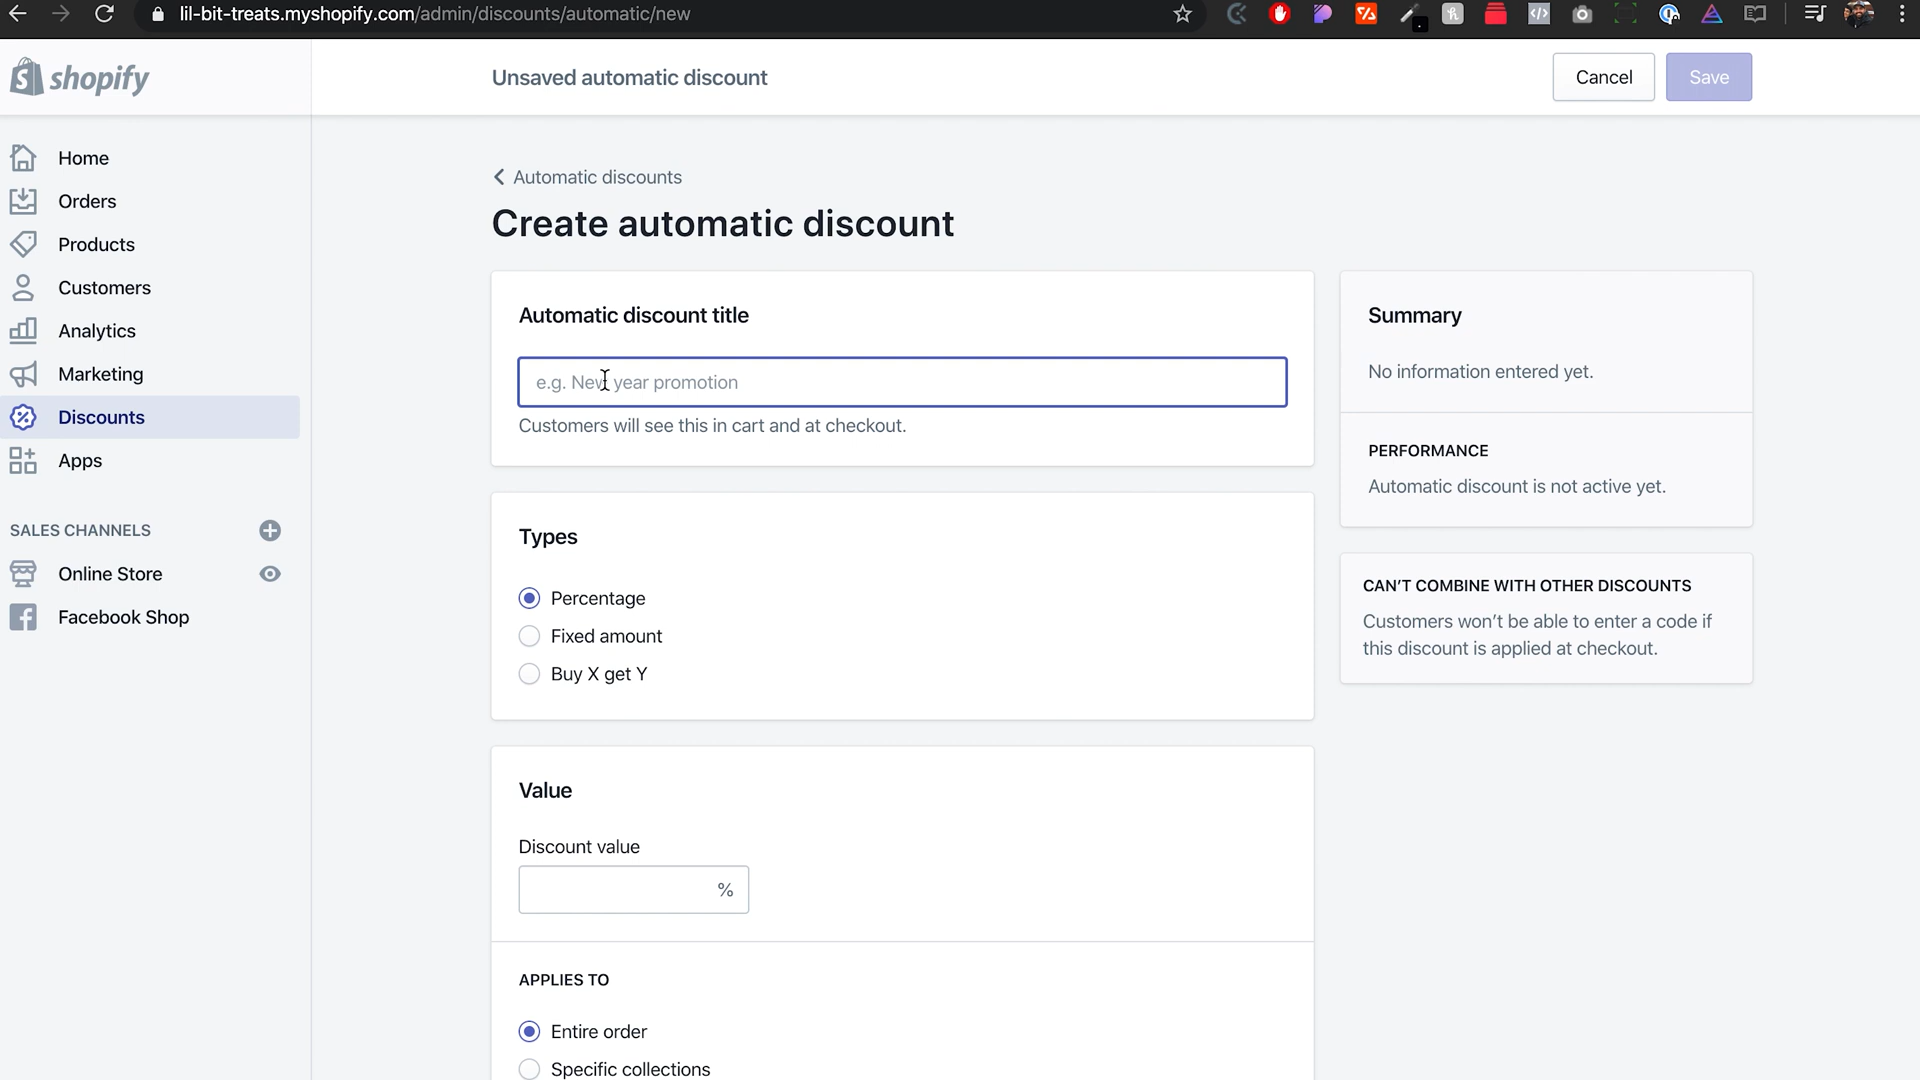 lil-bit-treats.myshopify.com/admin/discounts/automatic/new
shopify
Unsaved automatic discount
Cancel
Save
Home
Orders
Products
Customers
Analytics
Marketing
Discounts
Apps
SALES CHANNELS
Online Store
Facebook Shop
Automatic discounts
Create automatic discount
Automatic discount title
e.g. New year promotion
Customers will see this in cart and at checkout.
Types
Percentage
Fixed amount
Buy X get Y
Value
Discount value
%
APPLIES TO
Entire order
Specific collections
Summary
No information entered yet.
PERFORMANCE
Automatic discount is not active yet.
CAN'T COMBINE WITH OTHER DISCOUNTS
Customers won't be able to enter a code if
this discount is applied at checkout.